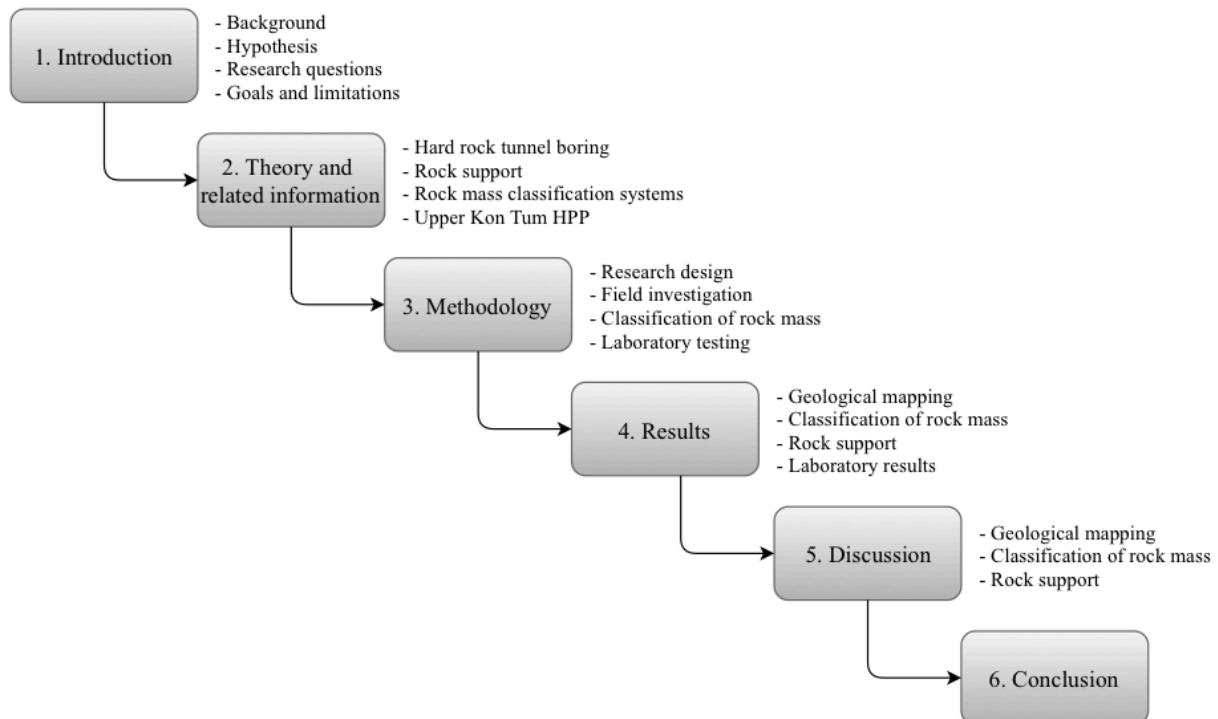 1. Introduction
- Background
- Hypothesis
- Research questions
- Goals and limitations
2. Theory and
related information
- Hard rock tunnel boring
- Rock support
- Rock mass classification systems
- Upper Kon Tum HPP
3. Methodology
- Research design
- Field investigation
- Classification of rock mass
- Laboratory testing
4. Results
- Geological mapping
- Classification of rock mass
- Rock support
- Laboratory results
5. Discussion
- Geological mapping
- Classification of rock mass
- Rock support
6. Conclusion